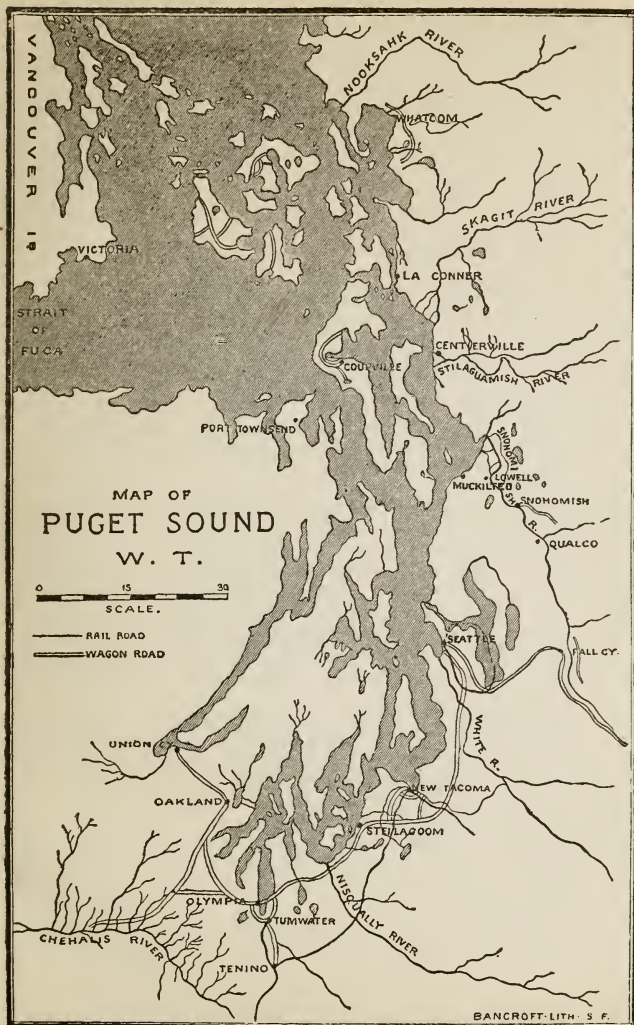 VANCOUVER IS
NOOKSAHK RIVER
WHATCOM
SKAGIT RIVER
VICTORIA
LA CONNER
STRAIT
OF
FUCA
CENTERVILLE
COUPVILLE
STILAGUAMISH RIVER
PORT TOWNSEND
SNOHOMISH R.
LOWELL
MUCKILTEO
SNOHOMISH
QUALCO
MAP OF
PUGET SOUND
W. T.
0 15 30
SCALE.
RAIL ROAD
WAGON ROAD
SEATTLE
FALL CY.
WHITE R.
UNION
NEW TACOMA
OAKLAND
STEILAGOOM
OLYMPIA
NISQUALLY RIVER
TUMWATER
CHEHALIS RIVER
TENINO
BANCROFT·LITH· S F.